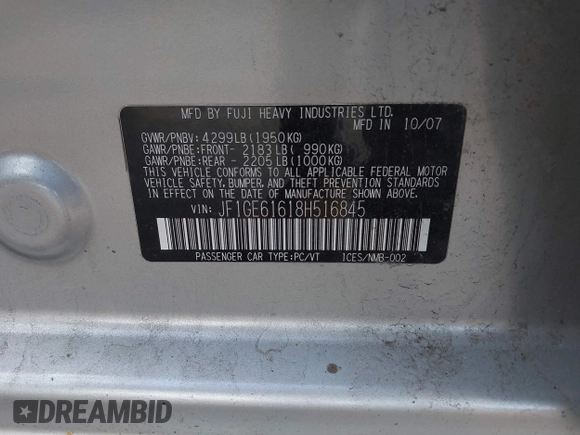 MFD BY FUJI HEAVY INDUSTRIES LTD.
MFD IN 10/07
GVWR/PNBV: 4299LB(1950KG)
GAWR/PNBE:FRONT- 2183LB( 990KG)
GAWR/PNBE:REAR - 2205LB(1000KG)
THIS VEHICLE CONFORMS TO ALL APPLICABLE FEDERAL MOTOR
VEHICLE SAFETY, BUMPER, AND THEFT PREVENTION STANDARDS
IN EFFECT ON THE DATE OF MANUFACTURE SHOWN ABOVE.
VIN: JF1GE61618H516845
PASSENGER CAR TYPE:PC/VT 1CES/NMB-002
DREAMBID